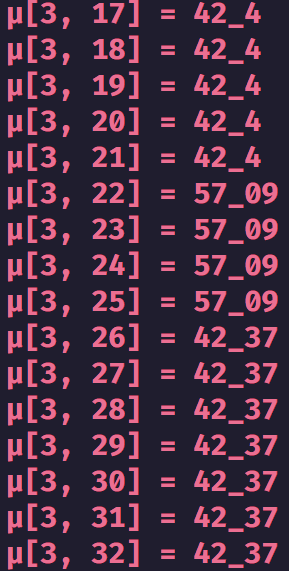 μ[3, 17] = 42_4
μ[3, 18] = 42_4
μ[3, 19] = 42_4
μ[3, 20] = 42_4
μ[3, 21] = 42_4
μ[3, 22] = 57_09
μ[3, 23] = 57_09
μ[3, 24] = 57_09
μ[3, 25] = 57_09
μ[3, 26] = 42_37
μ[3, 27] = 42_37
μ[3, 28] = 42_37
μ[3, 29] = 42_37
μ[3, 30] = 42_37
μ[3, 31] = 42_37
μ[3, 32] = 42_37